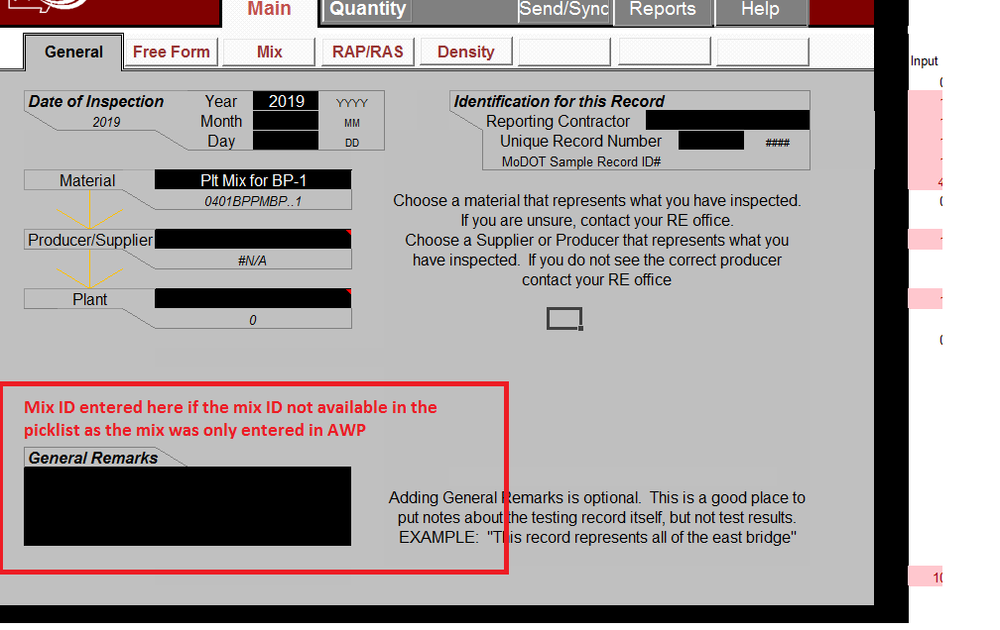 Main
Quantity
Send/Sync
Reports
Help
General
Free Form
Mix
RAP/RAS
Density
Input
Date of Inspection
2019
Year
2019
YYYY
Month
MM
Day
DD
Identification for this Record
Reporting Contractor
Unique Record Number
####
MoDOT Sample Record ID#
Material
Plt Mix for BP-1
0401BPPMBP..1
Producer/Supplier
#N/A
Plant
0
Choose a material that represents what you have inspected.
If you are unsure, contact your RE office.
Choose a Supplier or Producer that represents what you
have inspected. If you do not see the correct producer
contact your RE office
Mix ID entered here if the mix ID not available in the
picklist as the mix was only entered in AWP
General Remarks
Adding General Remarks is optional. This is a good place to
put notes about the testing record itself, but not test results.
EXAMPLE: "This record represents all of the east bridge"
10